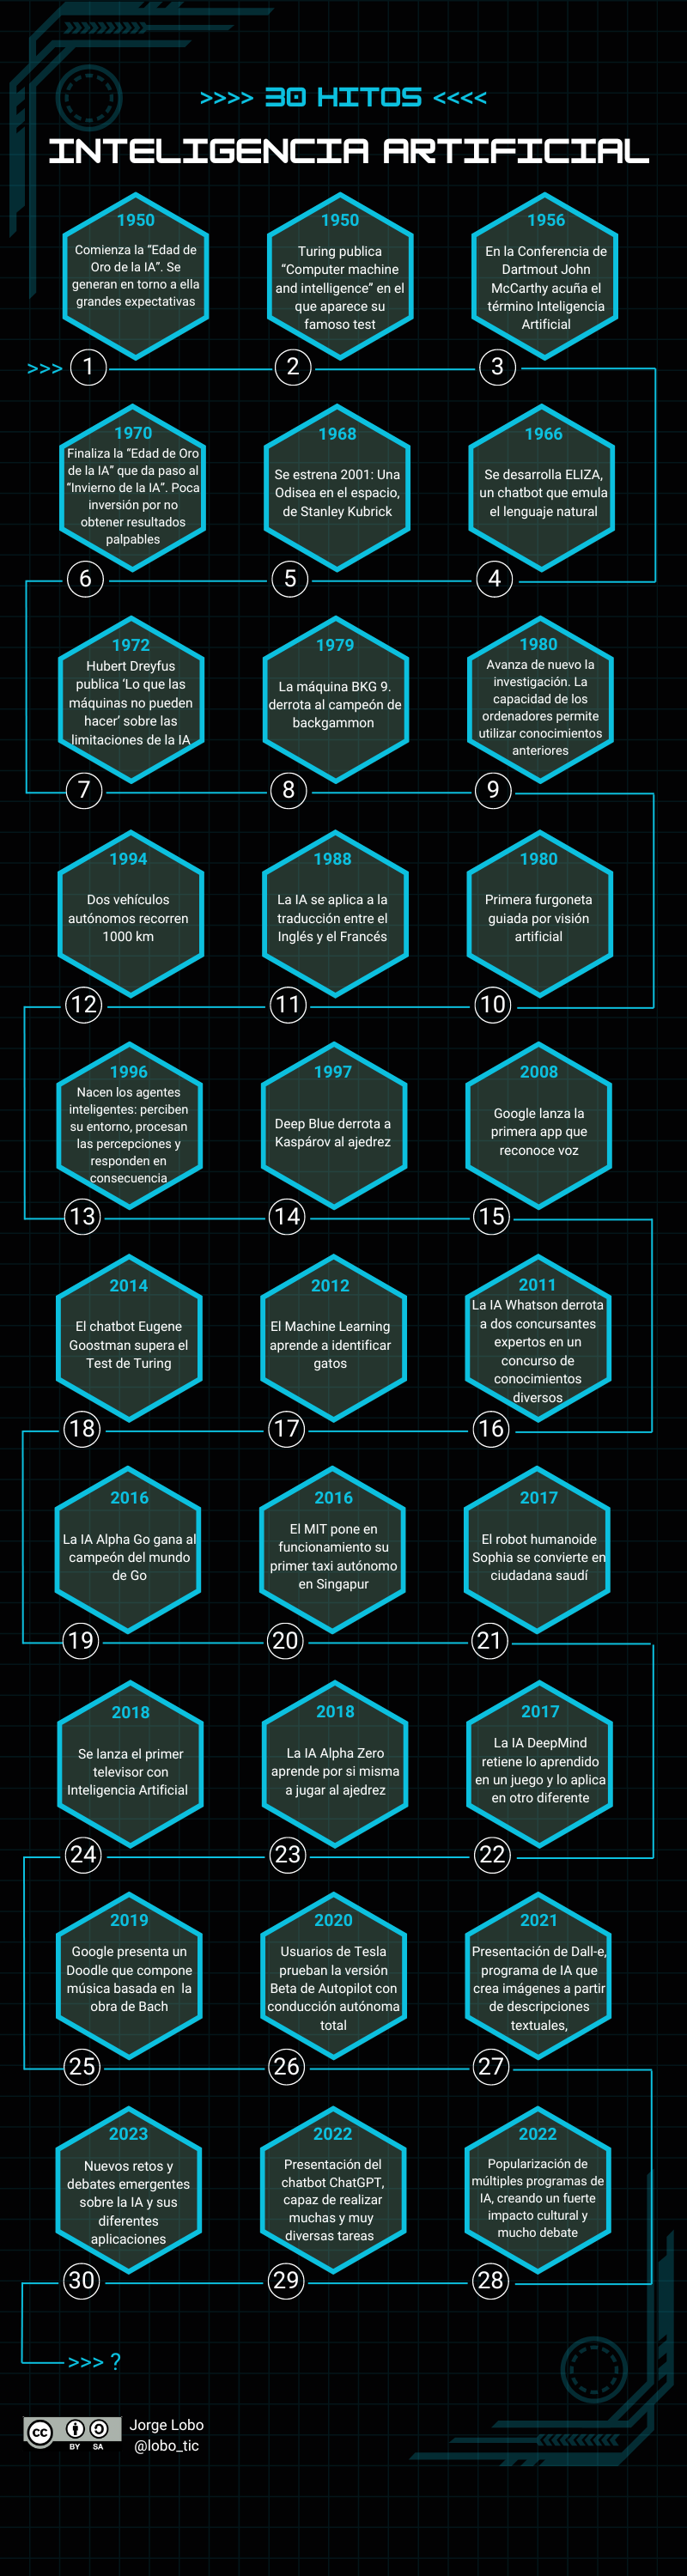 >>>> 30 HITOS <<<<
INTELIGENCIA ARTIFICIAL
1950
Comienza la “Edad de
Oro de la IA”. Se
generan en torno a ella
grandes expectativas
>>> 1
1950
Turing publica
“Computer machine
and intelligence” en el
que aparece su
famoso test
2
1956
En la Conferencia de
Dartmout John
McCarthy acuña el
término Inteligencia
Artificial
3
1966
Se desarrolla ELIZA,
un chatbot que emula
el lenguaje natural
4
1968
Se estrena 2001: Una
Odisea en el espacio,
de Stanley Kubrick
5
1970
Finaliza la “Edad de Oro
de la IA” que da paso al
“Invierno de la IA”. Poca
inversión por no
obtener resultados
palpables
6
1972
Hubert Dreyfus
publica ‘Lo que las
máquinas no pueden
hacer’ sobre las
limitaciones de la IA
7
1979
La máquina BKG 9.
derrota al campeón de
backgammon
8
1980
Avanza de nuevo la
investigación. La
capacidad de los
ordenadores permite
utilizar conocimientos
anteriores
9
1980
Primera furgoneta
guiada por visión
artificial
10
1988
La IA se aplica a la
traducción entre el
Inglés y el Francés
11
1994
Dos vehículos
autónomos recorren
1000 km
12
1996
Nacen los agentes
inteligentes: perciben
su entorno, procesan
las percepciones y
responden en
consecuencia
13
1997
Deep Blue derrota a
Kaspárov al ajedrez
14
2008
Google lanza la
primera app que
reconoce voz
15
2011
La IA Whatson derrota
a dos concursantes
expertos en un
concurso de
conocimientos
diversos
16
2012
El Machine Learning
aprende a identificar
gatos
17
2014
El chatbot Eugene
Goostman supera el
Test de Turing
18
2016
La IA Alpha Go gana al
campeón del mundo
de Go
19
2016
El MIT pone en
funcionamiento su
primer taxi autónomo
en Singapur
20
2017
El robot humanoide
Sophia se convierte en
ciudadana saudí
21
2017
La IA DeepMind
retiene lo aprendido
en un juego y lo aplica
en otro diferente
22
2018
La IA Alpha Zero
aprende por si misma
a jugar al ajedrez
23
2018
Se lanza el primer
televisor con
Inteligencia Artificial
24
2019
Google presenta un
Doodle que compone
música basada en la
obra de Bach
25
2020
Usuarios de Tesla
prueban la versión
Beta de Autopilot con
conducción autónoma
total
26
2021
Presentación de Dall-e,
programa de IA que
crea imágenes a partir
de descripciones
textuales,
27
2022
Popularización de
múltiples programas de
IA, creando un fuerte
impacto cultural y
mucho debate
28
2022
Presentación del
chatbot ChatGPT,
capaz de realizar
muchas y muy
diversas tareas
29
2023
Nuevos retos y
debates emergentes
sobre la IA y sus
diferentes
aplicaciones
30
>>> ?
cc BY SA
Jorge Lobo
@lobo_tic